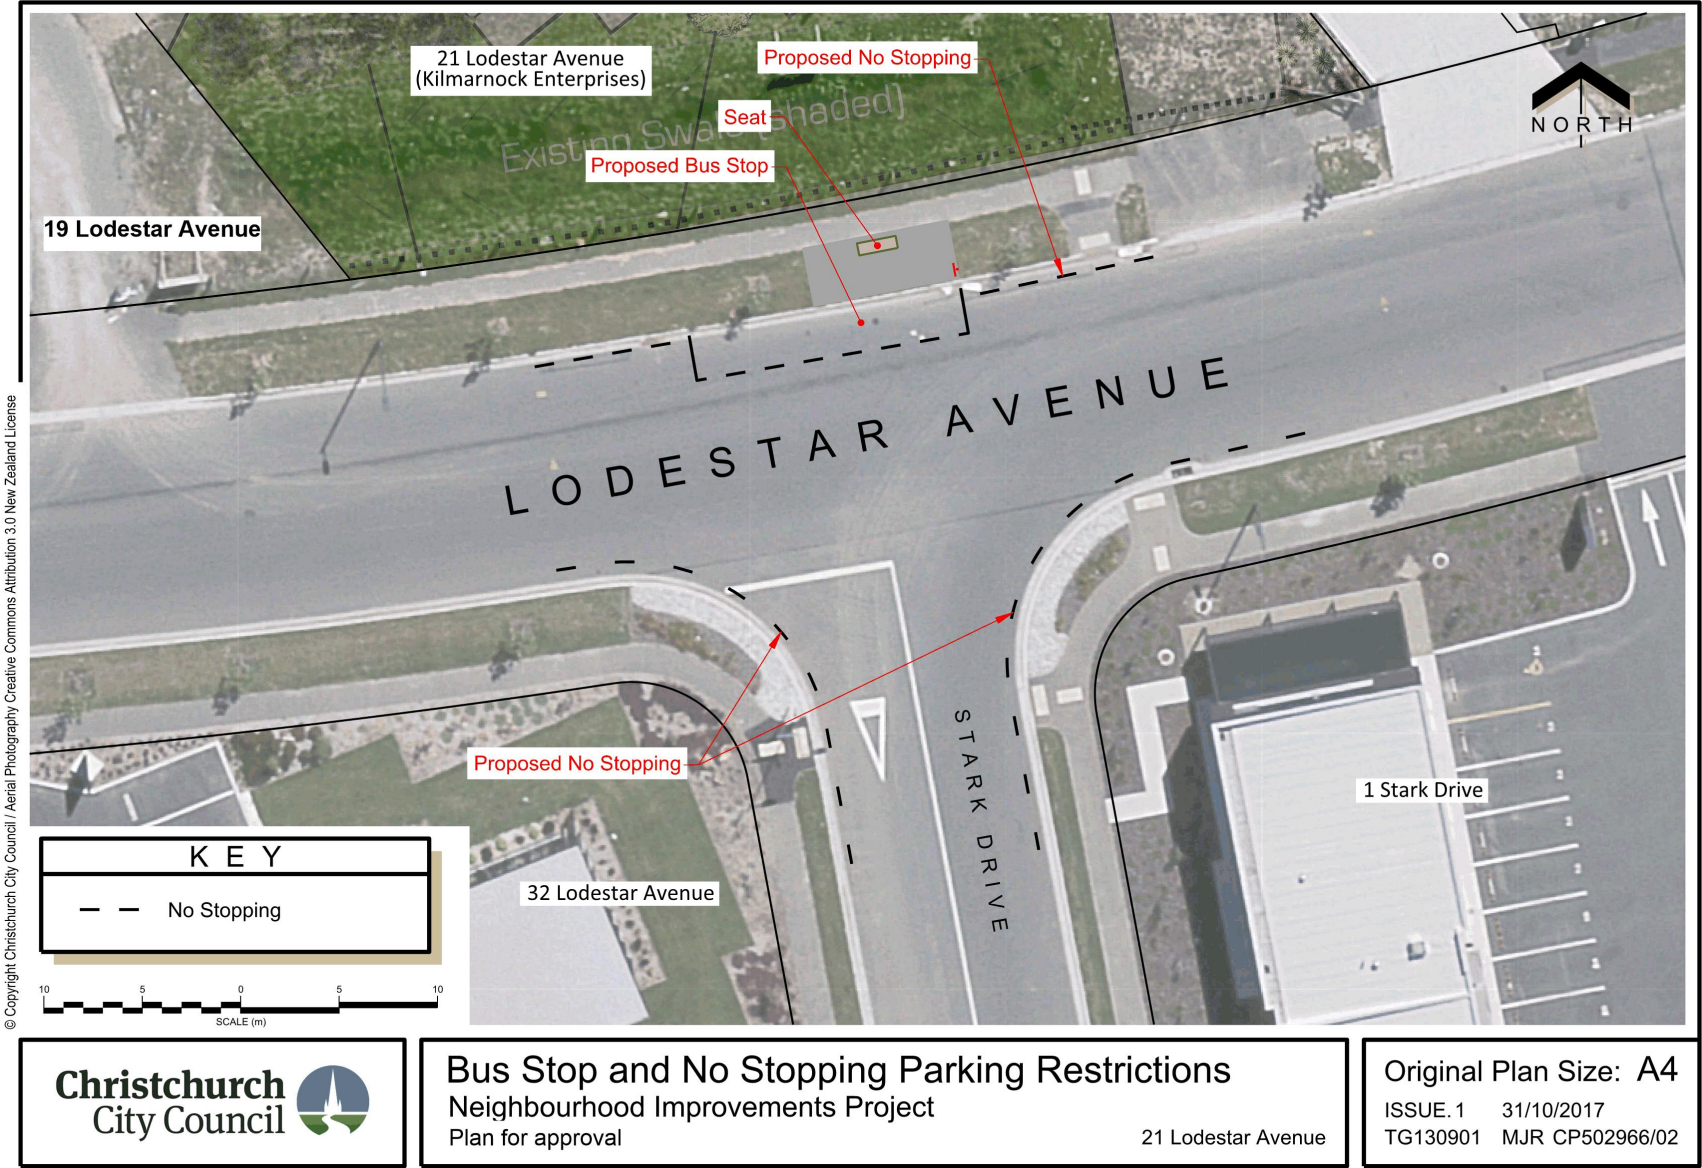 21 Lodestar Avenue
(Kilmarnock Enterprises)
Proposed No Stopping
Seat
Existing Swale (shaded)
Proposed Bus Stop
NORTH
19 Lodestar Avenue
LODESTAR AVENUE
Proposed No Stopping
STARK DRIVE
1 Stark Drive
32 Lodestar Avenue
KEY
No Stopping
10 5 0 5 10
SCALE (m)
© Copyright Christchurch City Council / Aerial Photography Creative Commons Attribution 3.0 New Zealand License
Christchurch
City Council
Bus Stop and No Stopping Parking Restrictions
Neighbourhood Improvements Project
Plan for approval
21 Lodestar Avenue
Original Plan Size: A4
ISSUE.1 31/10/2017
TG130901 MJR CP502966/02